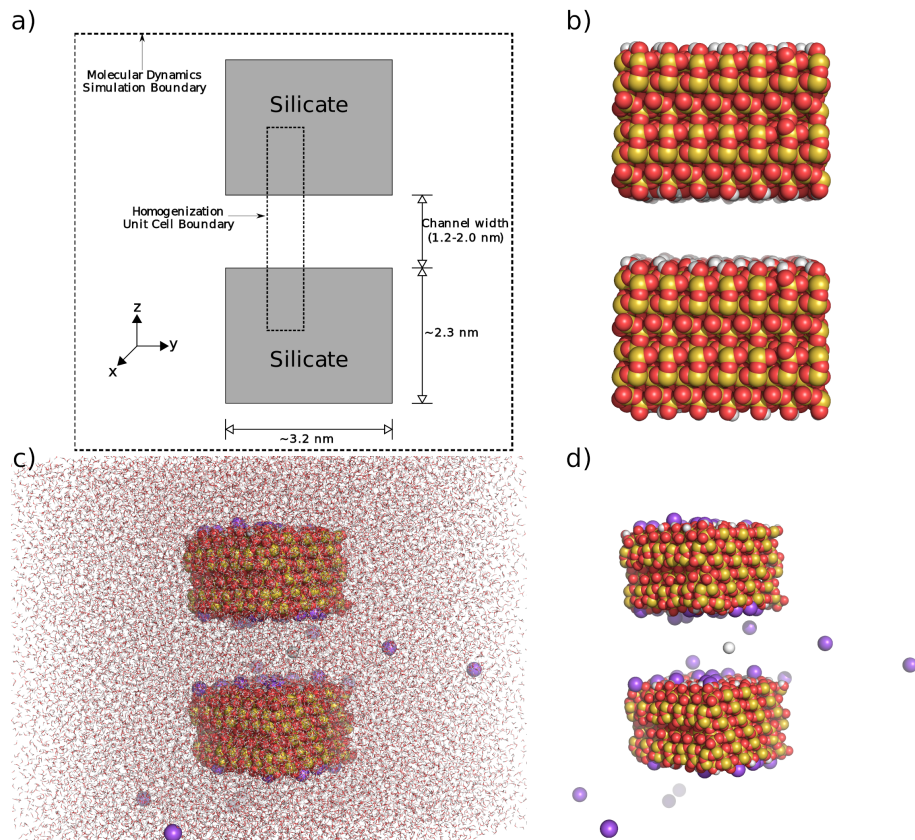 a)
Molecular Dynamics
Simulation Boundary
Silicate
Homogenization
Unit Cell Boundary
Channel width
(1.2-2.0 nm)
z
y
x
Silicate
~2.3 nm
~3.2 nm
b)
c)
d)